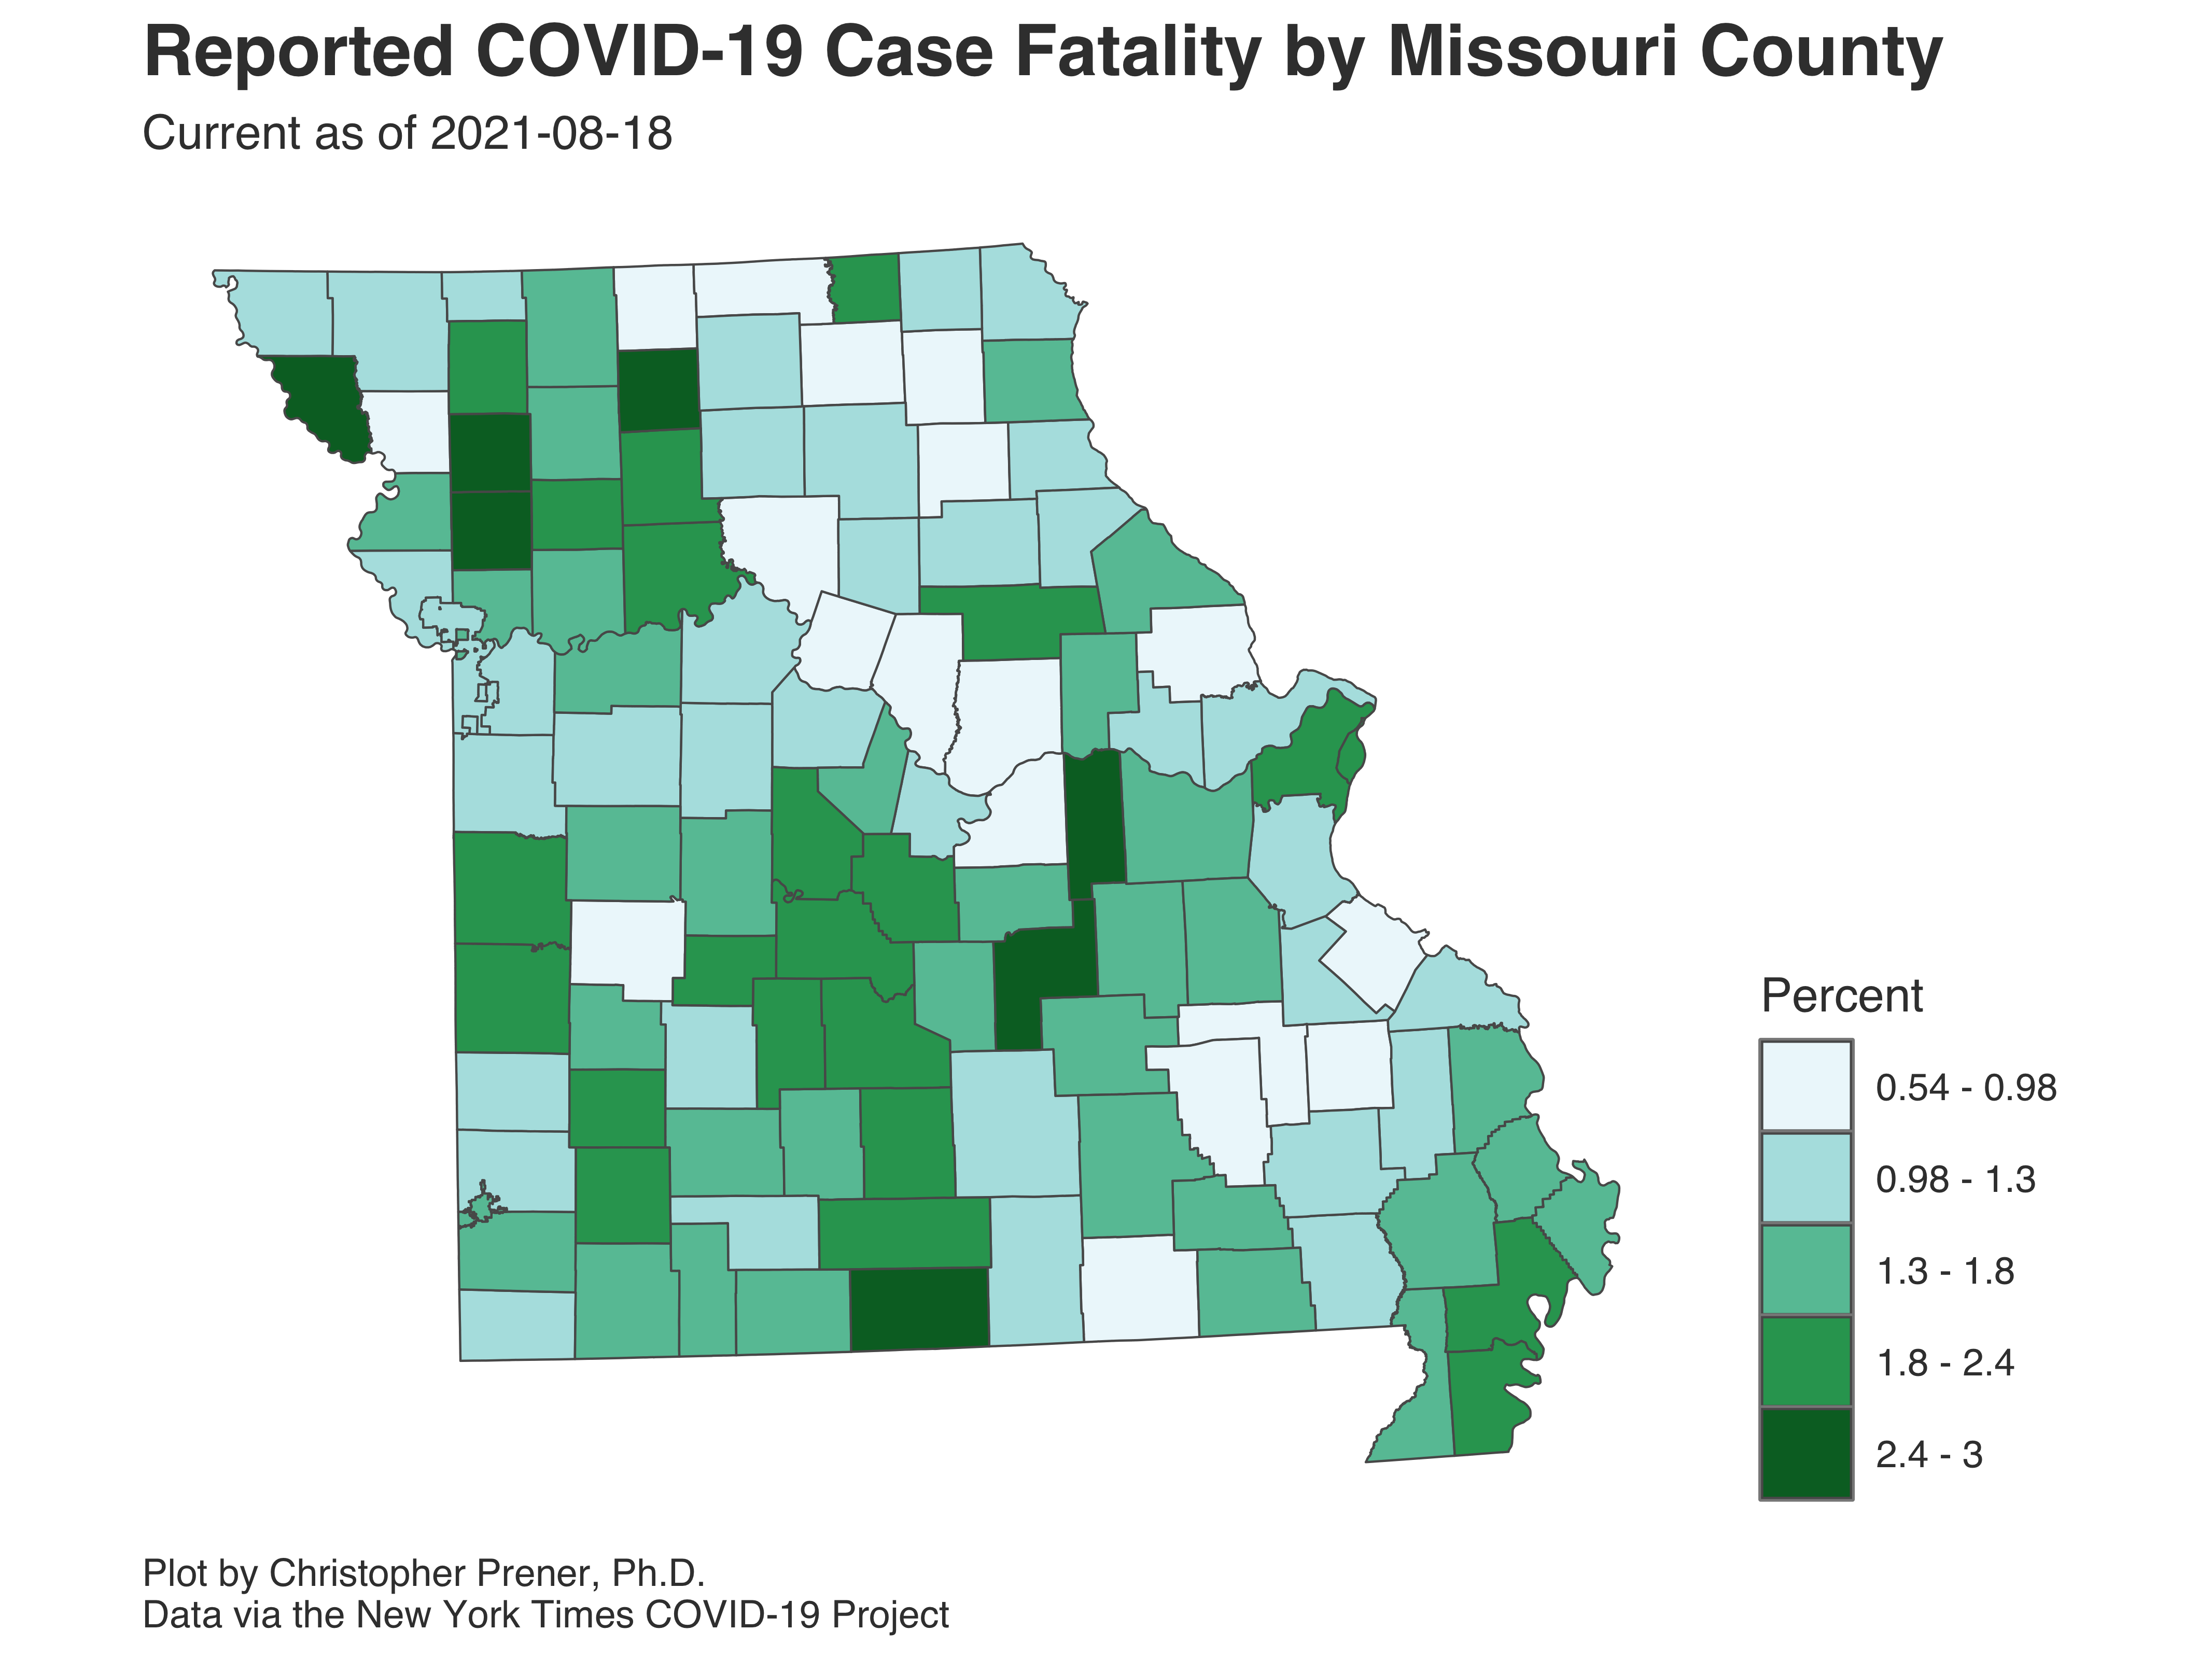 Reported COVID-19 Case Fatality by Missouri County
Current as of 2021-08-18
Percent
0.54 - 0.98
0.98 - 1.3
1.3 - 1.8
1.8 - 2.4
2.4 - 3
Plot by Christopher Prener, Ph.D.
Data via the New York Times COVID-19 Project